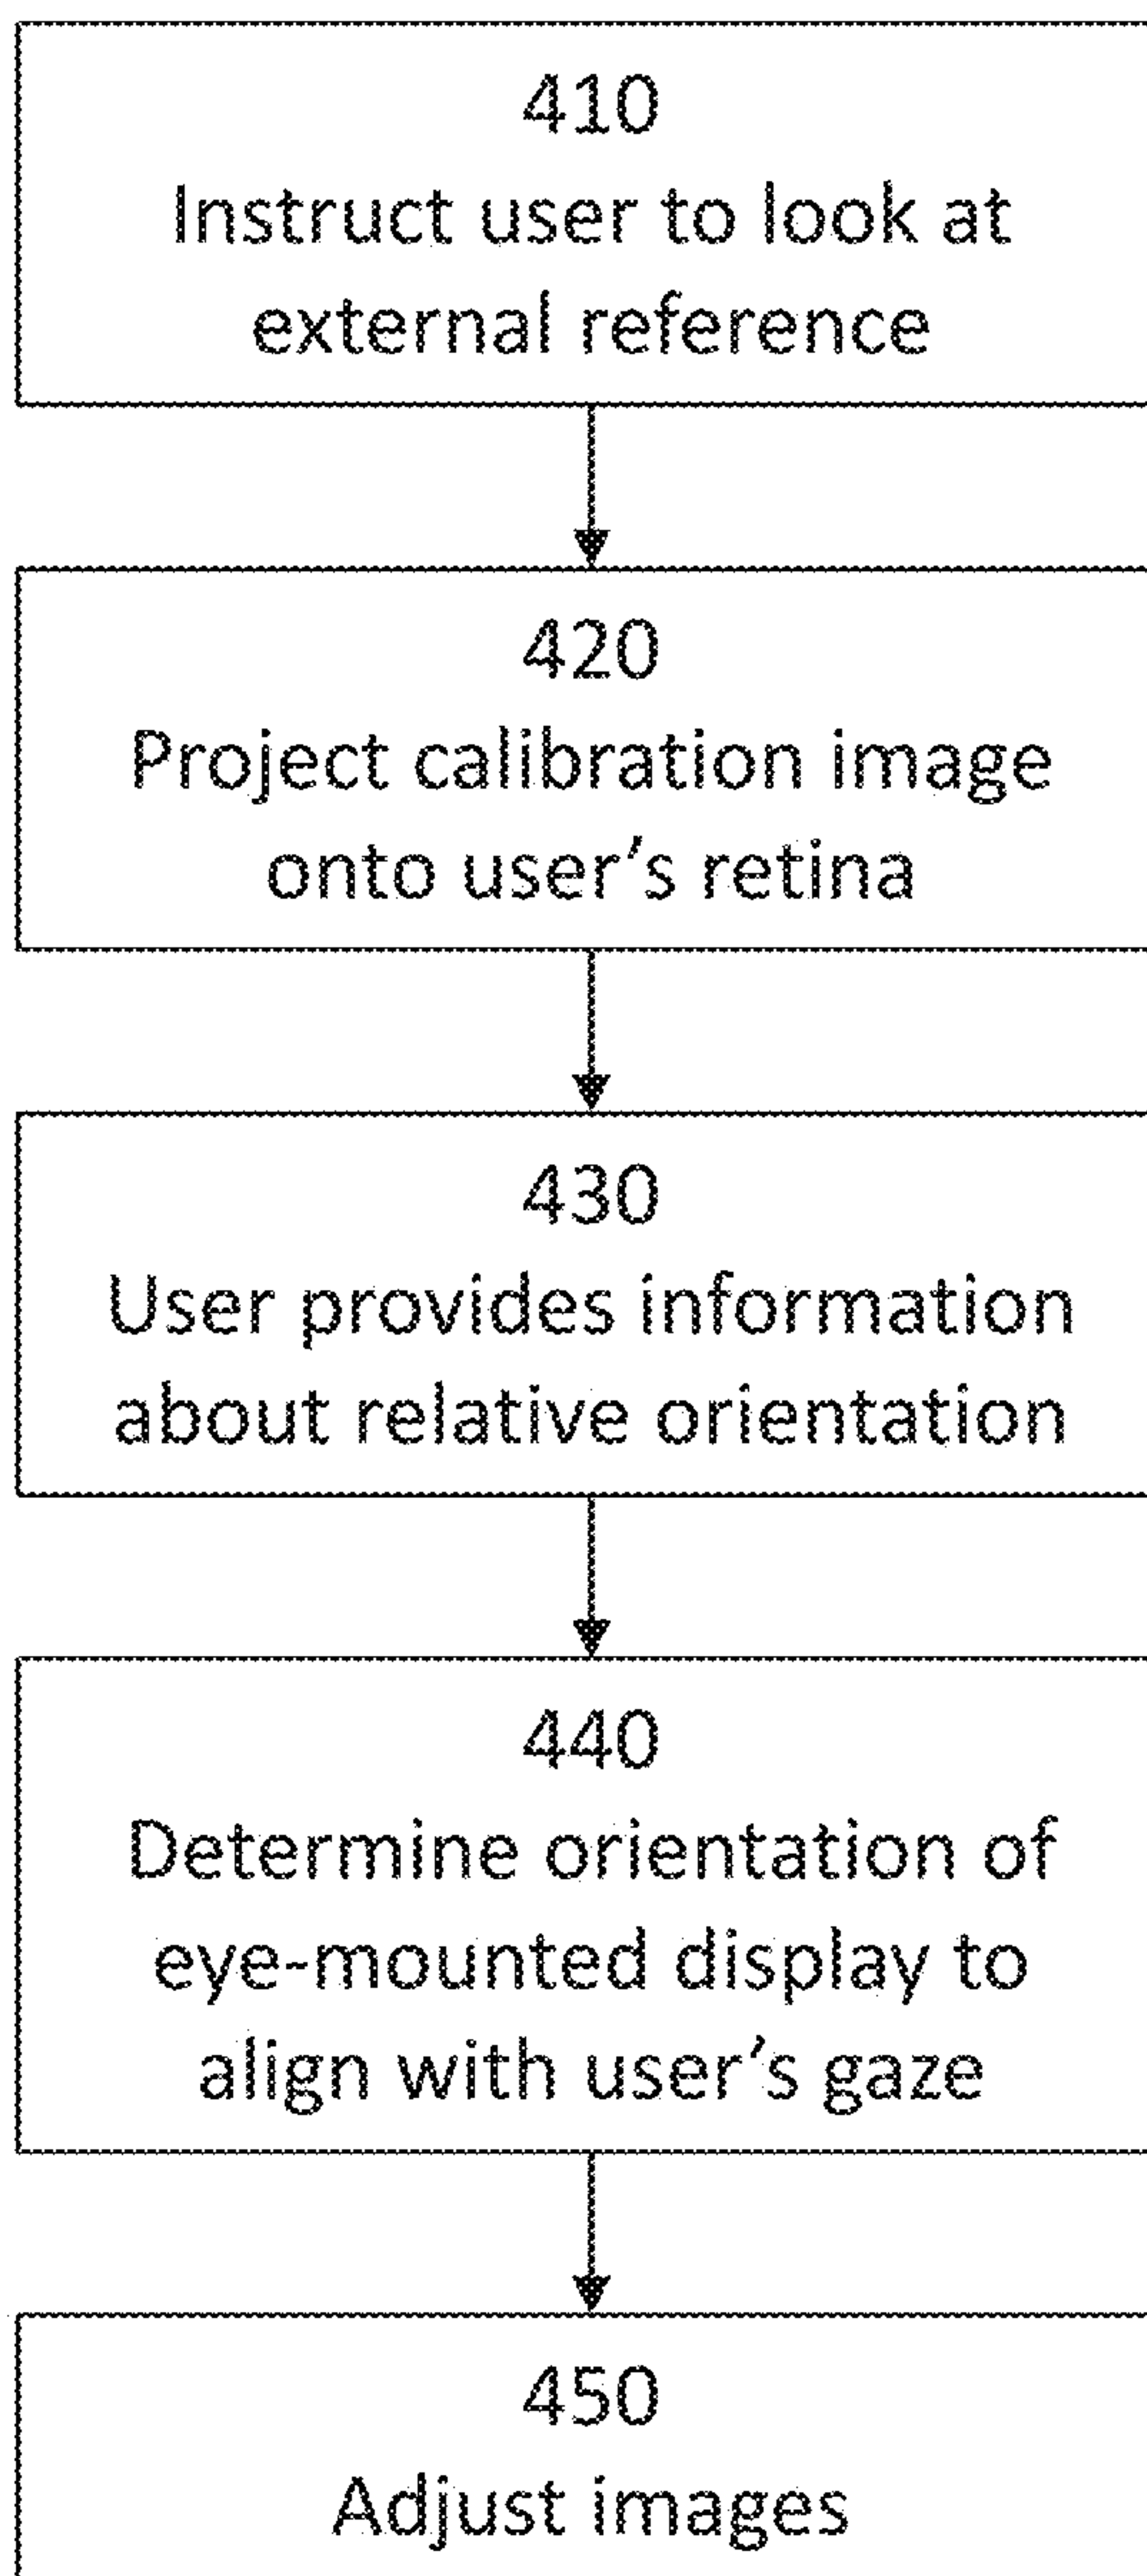 410
Instruct user to look at
external reference
420
Project calibration image
onto user's retina
430
User provides information
about relative orientation
440
Determine orientation of
eye-mounted display to
align with user's gaze
450
Adjust images